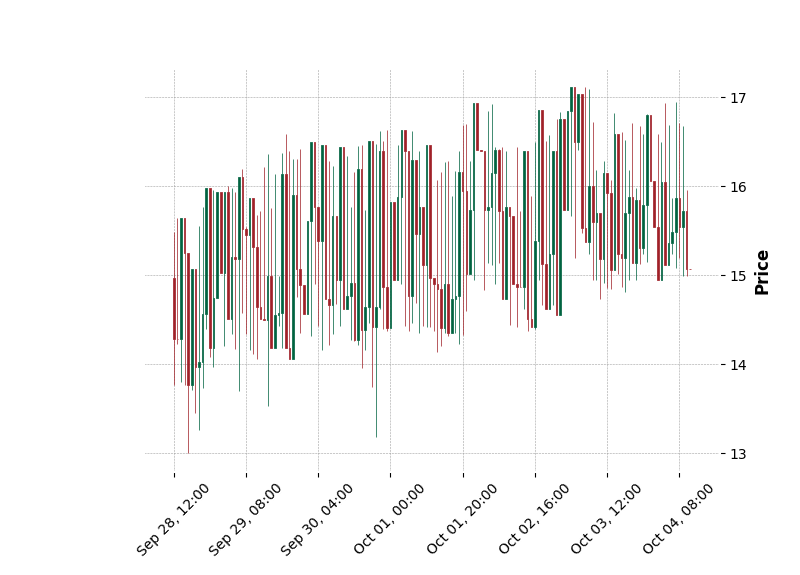 17
16
15
14
13
Price
Sep 28, 12:00
Sep 29, 08:00
Sep 30, 04:00
Oct 01, 00:00
Oct 01, 20:00
Oct 02, 16:00
Oct 03, 12:00
Oct 04, 08:00